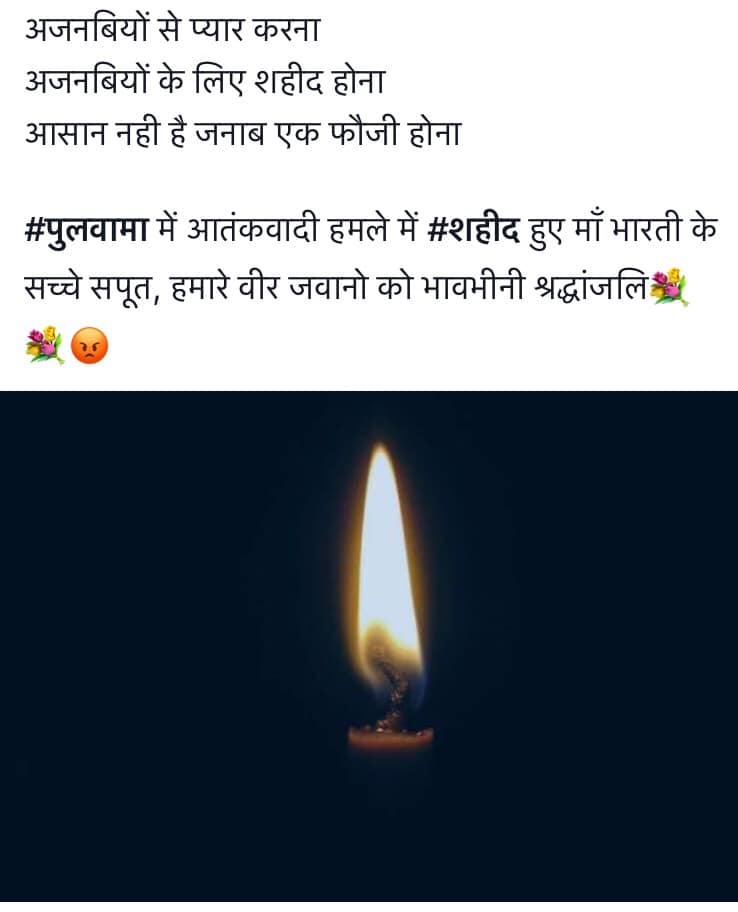 अजनबियों से प्यार करना
अजनबियों के लिए शहीद होना
आसान नही है जनाब एक फौजी होना
#पुलवामा में आतंकवादी हमले में #शहीद हुए माँ भारती के
सच्चे सपूत, हमारे वीर जवानो को भावभीनी श्रद्धांजलि💐
💐😡